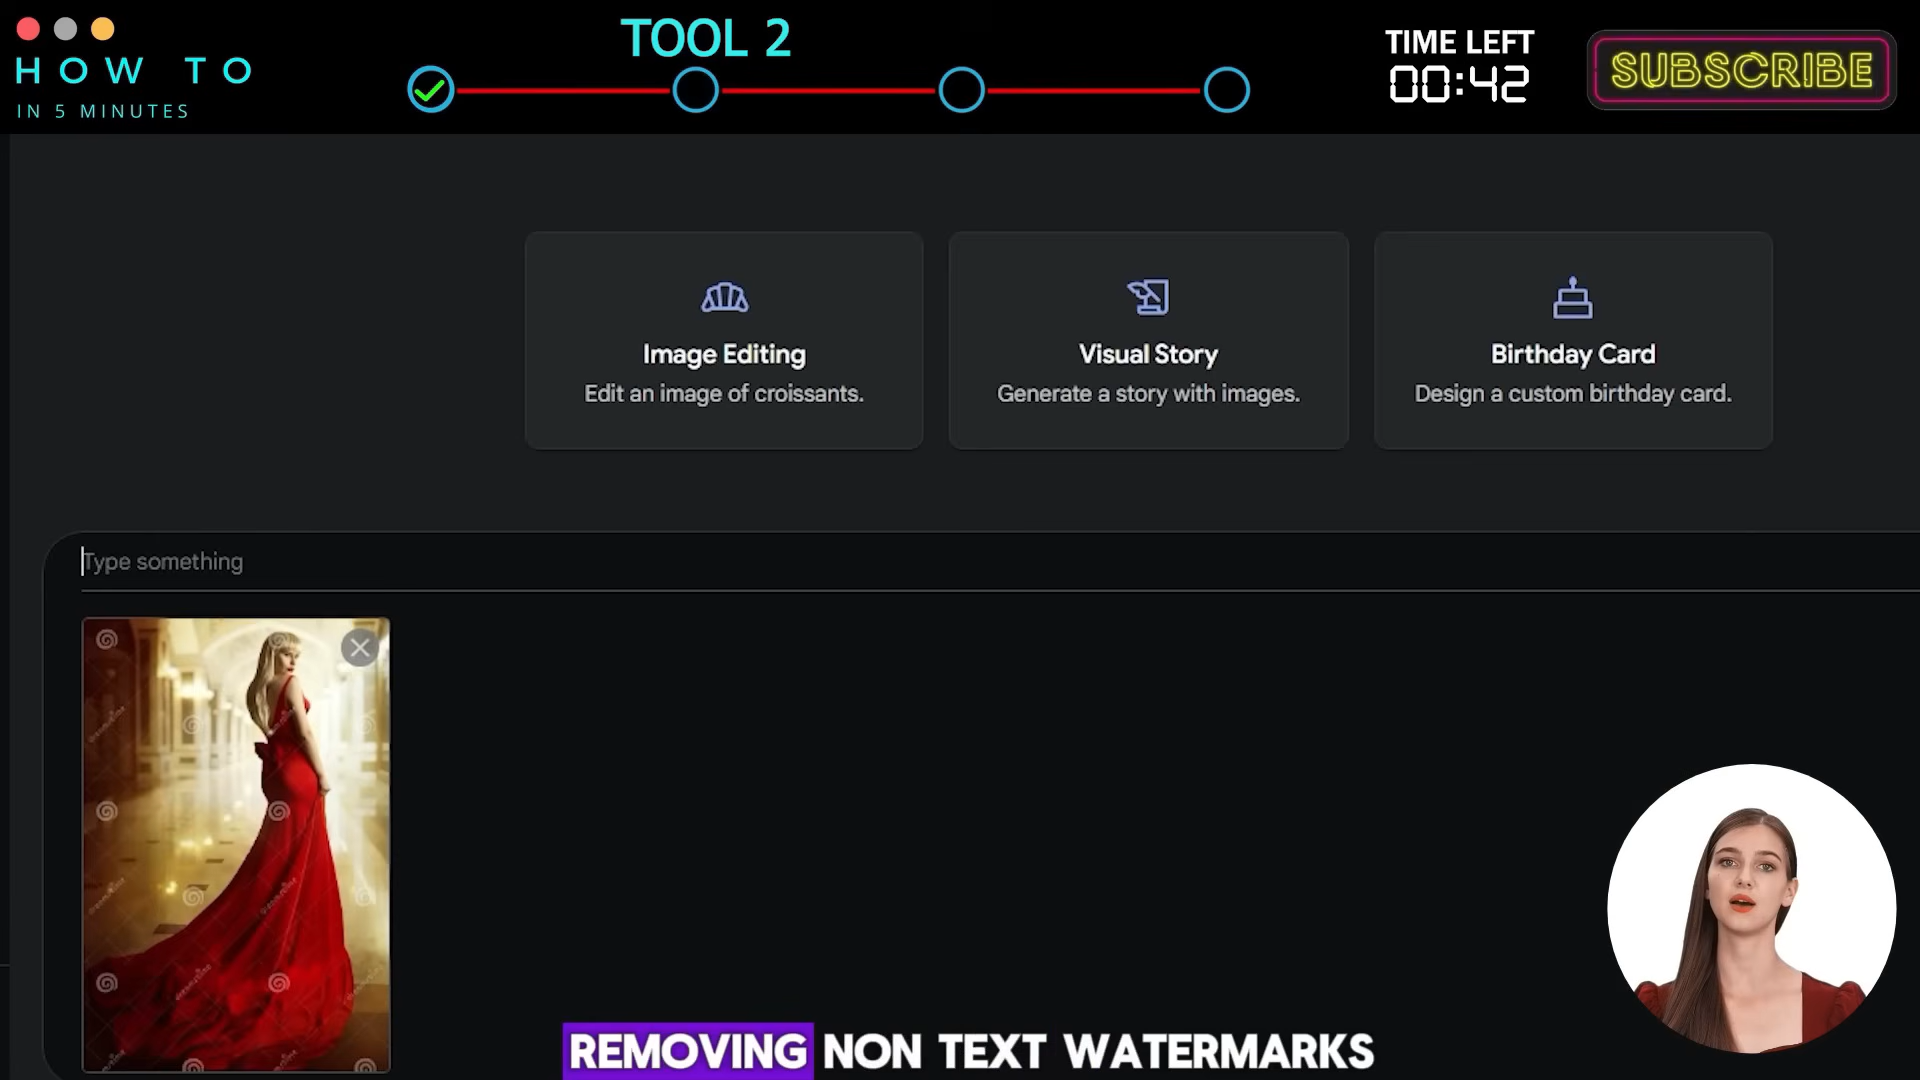 TOOL 2
HOW TO
IN 5 MINUTES
TIME LEFT
00:42
SUBSCRIBE
Image Editing
Edit an image of croissants.
Visual Story
Generate a story with images.
Birthday Card
Design a custom birthday card.
Type something
REMOVING NON TEXT WATERMARKS